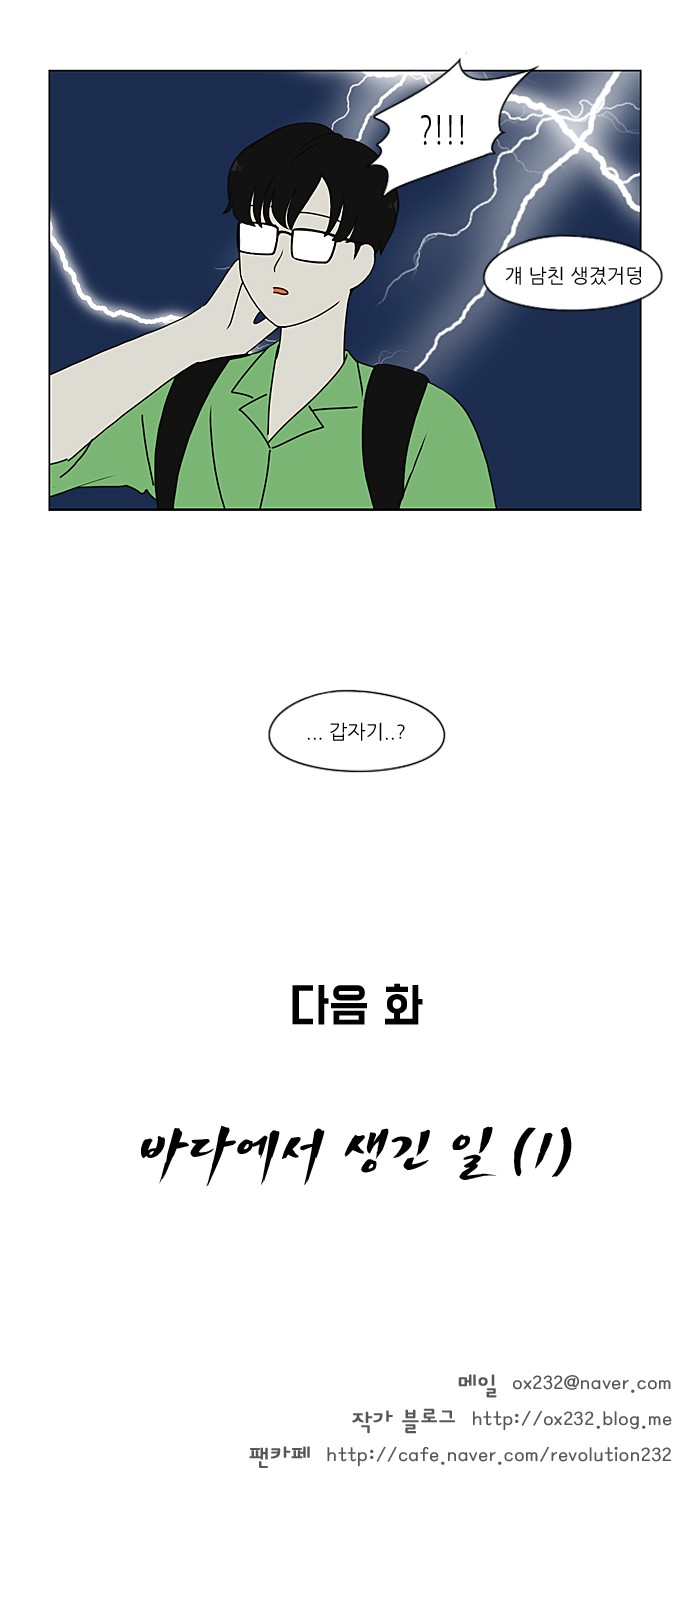 ?!!!
걔 남친 생겼거덩
... 갑자기..?
다음 화
바다에서 생긴 일 (1)
메일 ox232@naver.com
작가 블로그 http://ox232.blog.me
팬카페 http://cafe.naver.com/revolution232